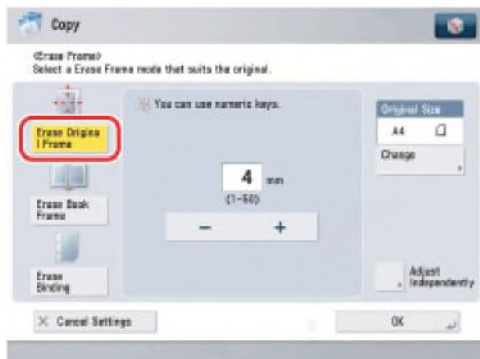 Copy
<Erase Frame>
Select a Erase Frame mode that suits the original.
You can use numeric keys.
Erase Origina
l Frame
4 mm
(1-50)
- +
Erase Book
Frame
Erase
Binding
Original Size
A4
Change
Adjust
Independently
× Cancel Settings
OK